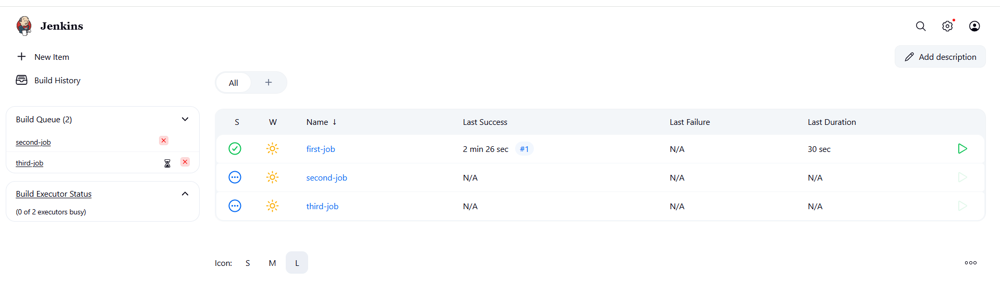 Jenkins
New Item
Add description
Build History
All +
Build Queue (2)
second-job
third-job
Build Executor Status
(0 of 2 executors busy)
S W Name ↓ Last Success Last Failure Last Duration
first-job 2 min 26 sec #1 N/A 30 sec
second-job N/A N/A N/A
third-job N/A N/A N/A
Icon: S M L